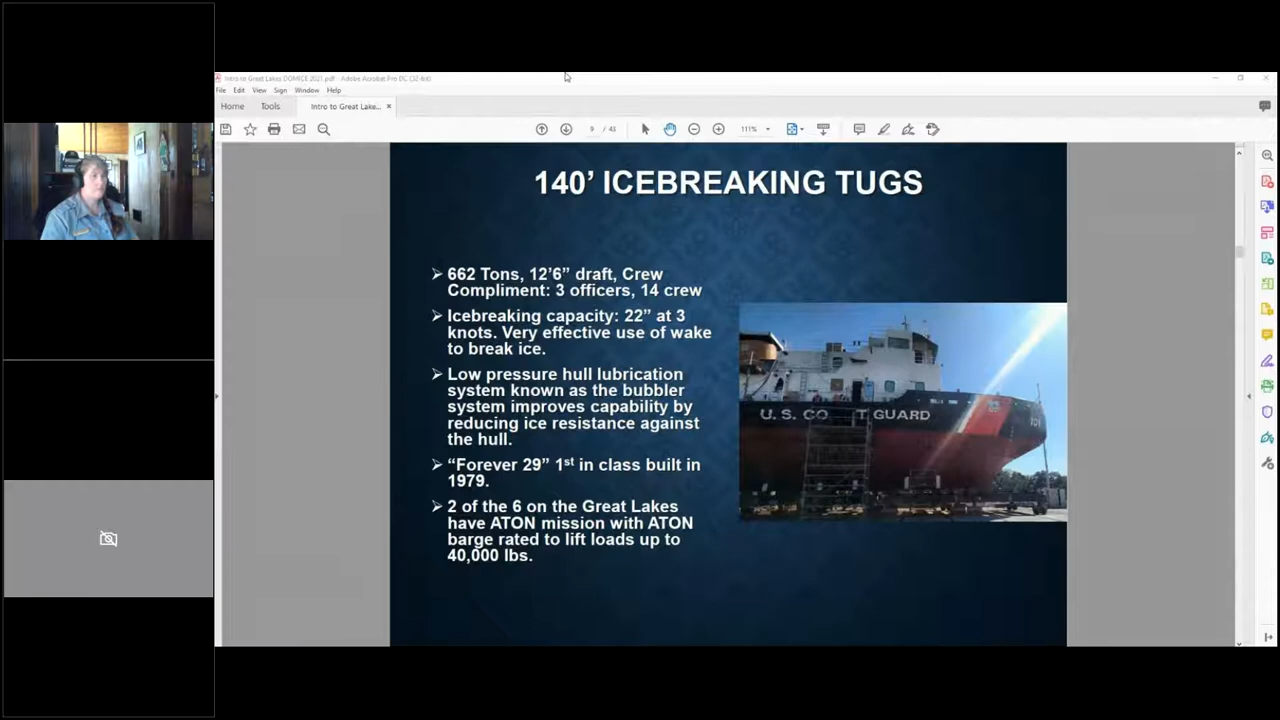 Intro to Great Lakes DOMICE 2021.pdf - Adobe Acrobat Pro DC (32-bit)
File Edit View Sign Window Help
Home Tools Intro to Great Lake... ×
9 / 43 111%
140’ ICEBREAKING TUGS
➢ 662 Tons, 12’6” draft, Crew
Compliment: 3 officers, 14 crew
➢ Icebreaking capacity: 22” at 3
knots. Very effective use of wake
to break ice.
➢ Low pressure hull lubrication
system known as the bubbler
system improves capability by
reducing ice resistance against
the hull.
➢ “Forever 29” 1st in class built in
1979.
➢ 2 of the 6 on the Great Lakes
have ATON mission with ATON
barge rated to lift loads up to
40,000 lbs.
U. S. CO T GUARD
101